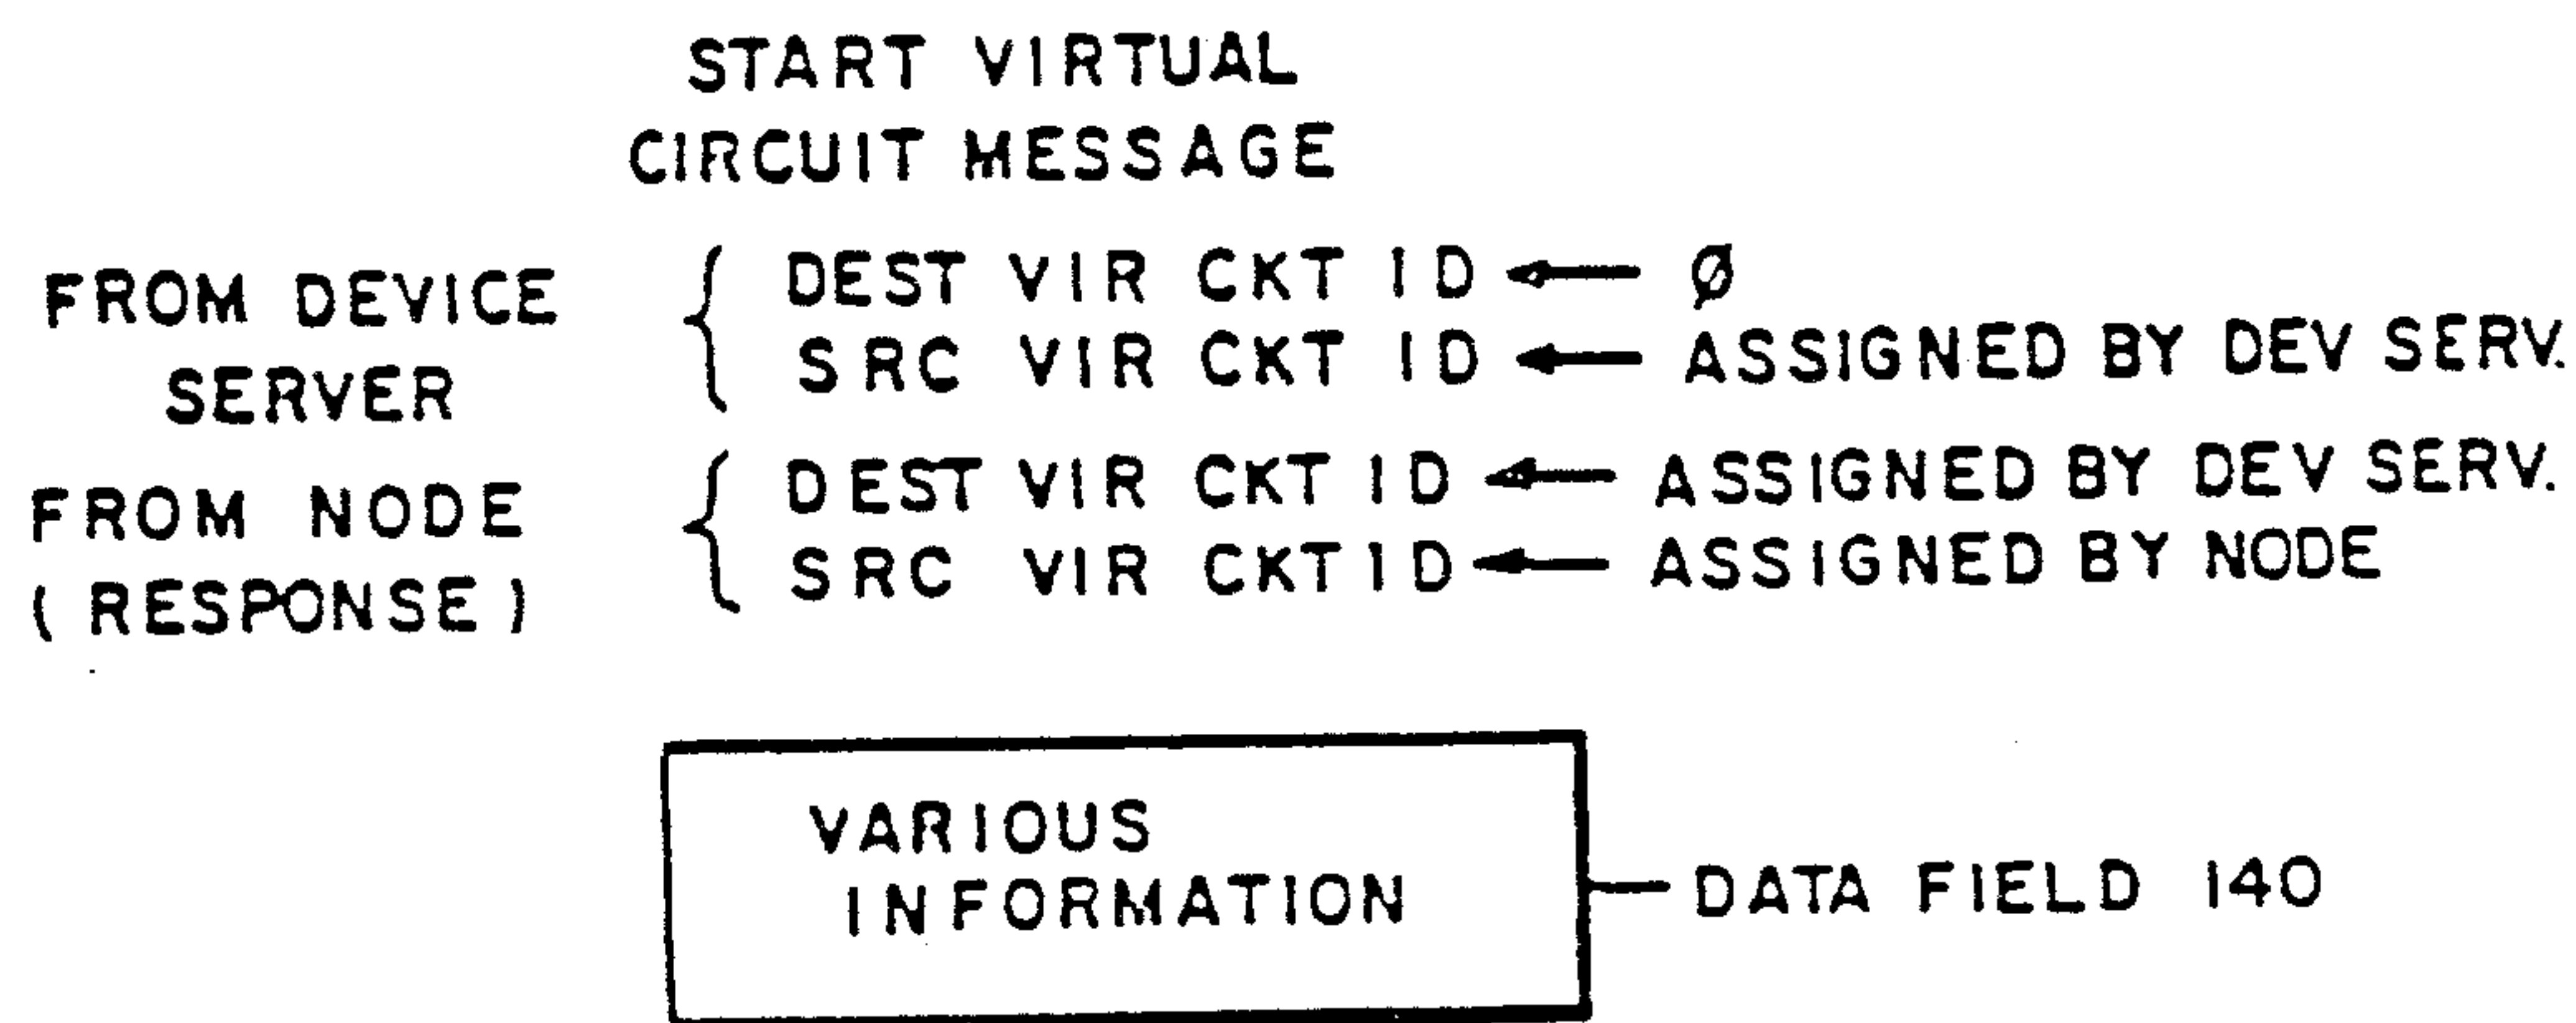 START VIRTUAL
CIRCUIT MESSAGE
FROM DEVICE
SERVER
DEST VIR CKT ID ← Ø
SRC VIR CKT ID ← ASSIGNED BY DEV SERV.
FROM NODE
(RESPONSE)
DEST VIR CKT ID ← ASSIGNED BY DEV SERV.
SRC VIR CKT ID ← ASSIGNED BY NODE
VARIOUS
INFORMATION
DATA FIELD 140